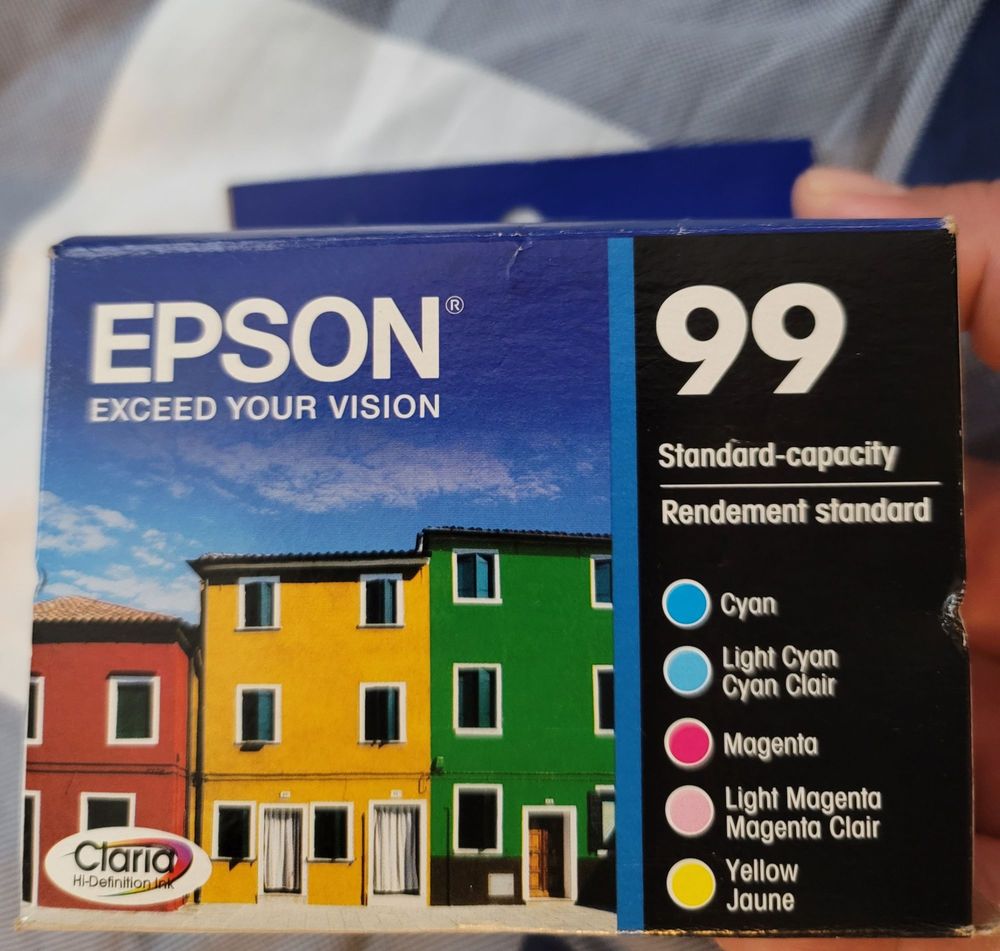 EPSON®
EXCEED YOUR VISION
99
Standard-capacity
Rendement standard
Cyan
Light Cyan
Cyan Clair
Magenta
Light Magenta
Magenta Clair
Yellow
Jaune
Claria
Hi-Definition Ink